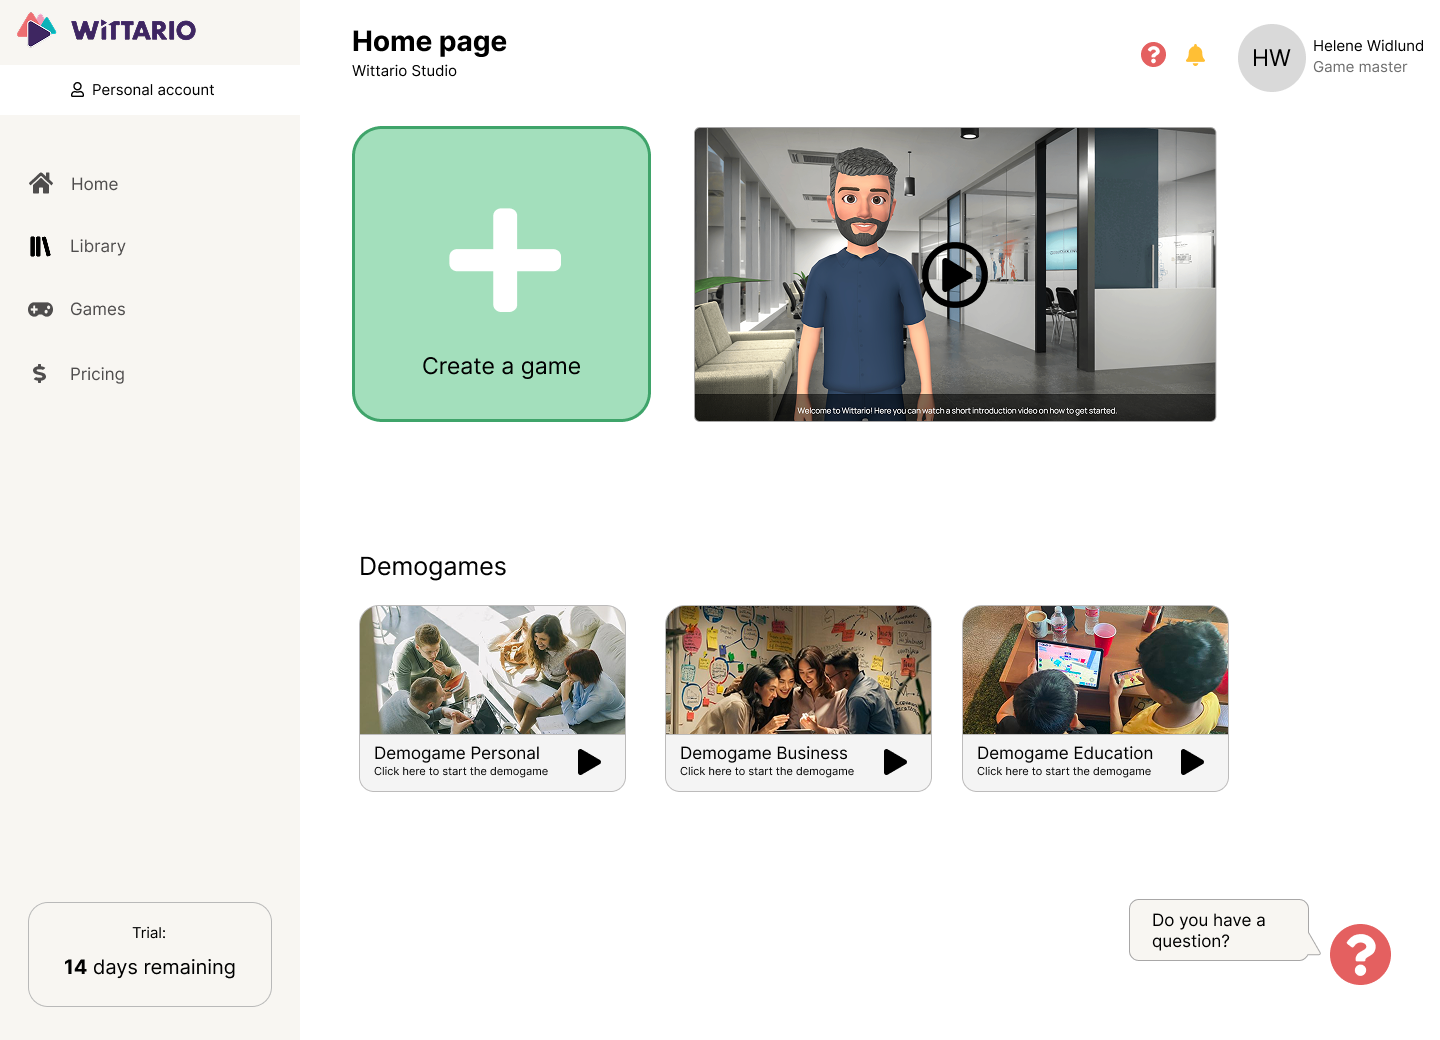 WITTARIO
Personal account
Home
Library
Games
Pricing
Trial:
14 days remaining
Home page
Wittario Studio
HW
Helene Widlund
Game master
Create a game
Welcome to Wittario! Here you can watch a short introduction video on how to get started.
Demogames
Demogame Personal
Click here to start the demogame
Demogame Business
Click here to start the demogame
Demogame Education
Click here to start the demogame
Do you have a
question?